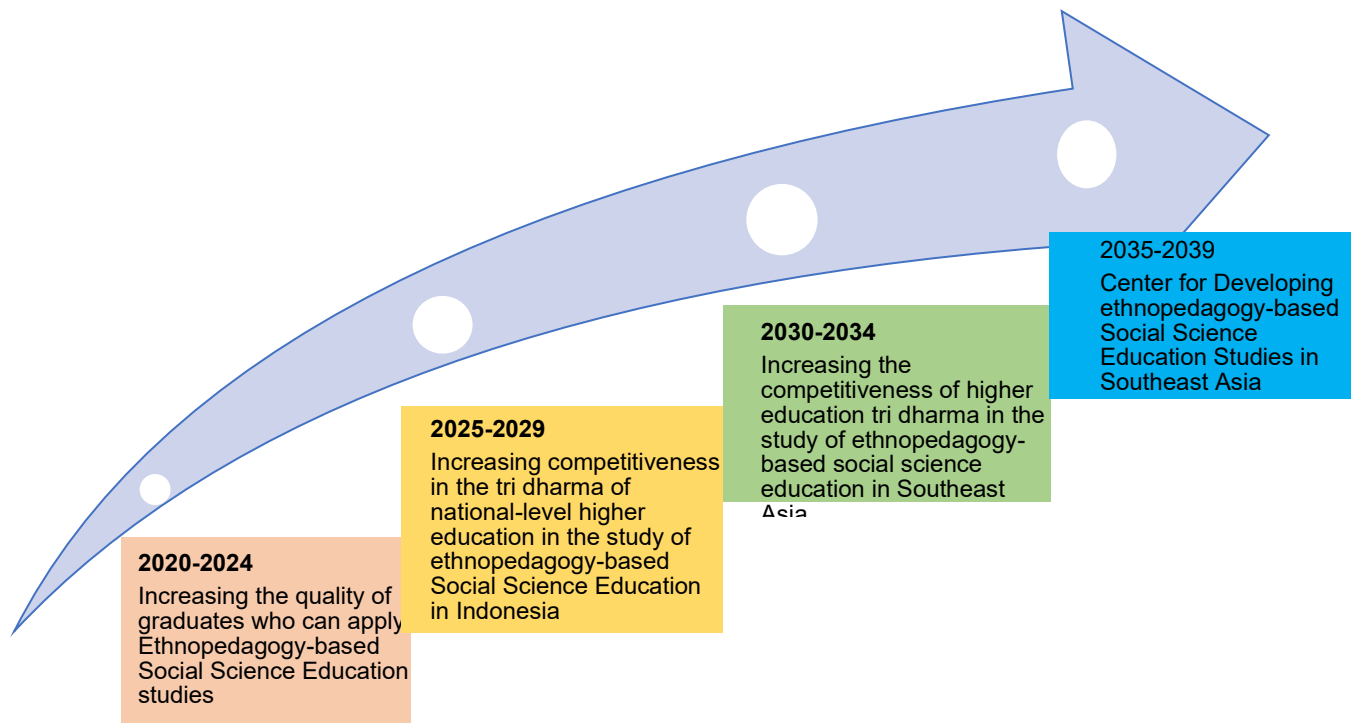 2020-2024
Increasing the quality of
graduates who can apply
Ethnopedagogy-based
Social Science Education
studies
2025-2029
Increasing competitiveness
in the tri dharma of
national-level higher
education in the study of
ethnopedagogy-based
Social Science Education
in Indonesia
2030-2034
Increasing the
competitiveness of higher
education tri dharma in the
study of ethnopedagogy-
based social science
education in Southeast
Asia
2035-2039
Center for Developing
ethnopedagogy-based
Social Science
Education Studies in
Southeast Asia